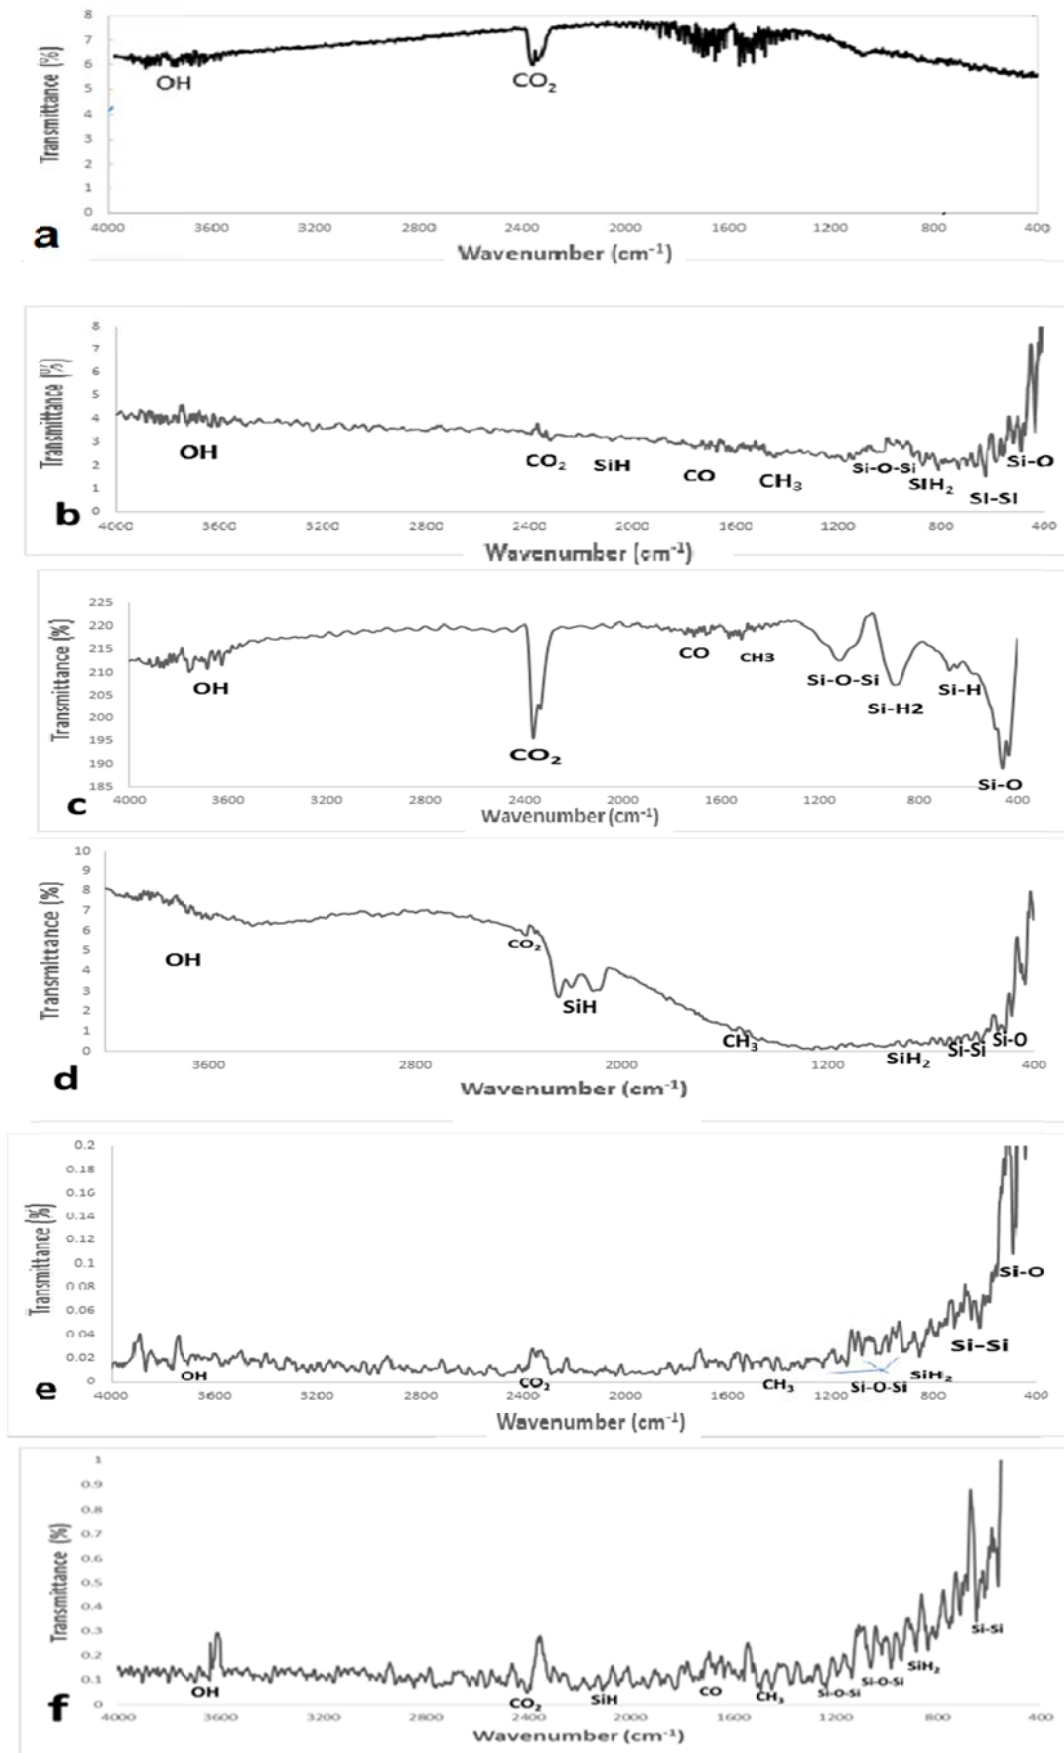 8
7
6
5
4
3
2
1
0
Transmittance (%)
OH
CO₂
4000 3600 3200 2800 2400 2000 1600 1200 800 400
Wavenumber (cm⁻¹)
a
8
7
6
5
4
3
2
1
0
Transmittance (%)
OH
CO₂
SiH
CO
CH₃
Si-O-Si
SIH₂
SI-SI
Si-O
4000 3600 3200 2800 2400 2000 1600 1200 800 400
Wavenumber (cm⁻¹)
b
225
220
215
210
205
200
195
190
185
Transmittance (%)
OH
CO₂
CO
CH3
Si-O-Si
Si-H2
Si-H
Si-O
4000 3600 3200 2800 2400 2000 1600 1200 800 400
Wavenumber (cm⁻¹)
c
10
9
8
7
6
5
4
3
2
1
0
Transmittance (%)
OH
CO₂
SiH
CH₃
SiH₂
Si-Si
Si-O
3600 2800 2000 1200 400
Wavenumber (cm⁻¹)
d
0.2
0.18
0.16
0.14
0.12
0.1
0.08
0.06
0.04
0.02
0
Transmittance (%)
OH
CO₂
CH₃
Si-O-Si
SiH₂
Si-Si
Si-O
4000 3600 3200 2800 2400 2000 1600 1200 800 400
Wavenumber (cm⁻¹)
e
1
0.9
0.8
0.7
0.6
0.5
0.4
0.3
0.2
0.1
0
Transmittance (%)
OH
CO₂
SiH
CO
CH₃
Si-O-Si
Si-O-Si
SiH₂
Si-Si
4000 3600 3200 2800 2400 2000 1600 1200 800 400
Wavenumber (cm⁻¹)
f